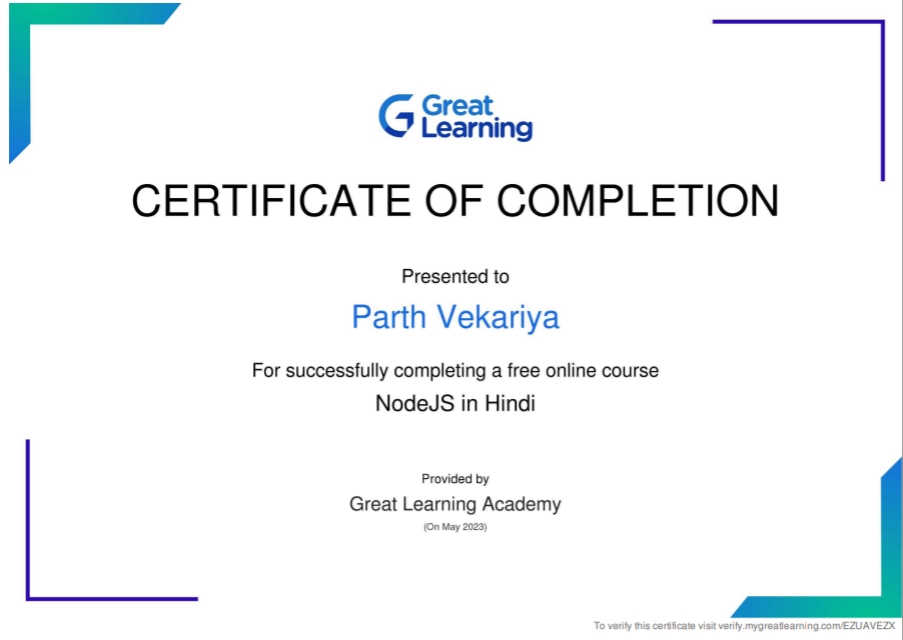 Great
Learning
CERTIFICATE OF COMPLETION
Presented to
Parth Vekariya
For successfully completing a free online course
NodeJS in Hindi
Provided by
Great Learning Academy
(On May 2023)
To verify this certificate visit verify.mygreatlearning.com/EZUAVEZX